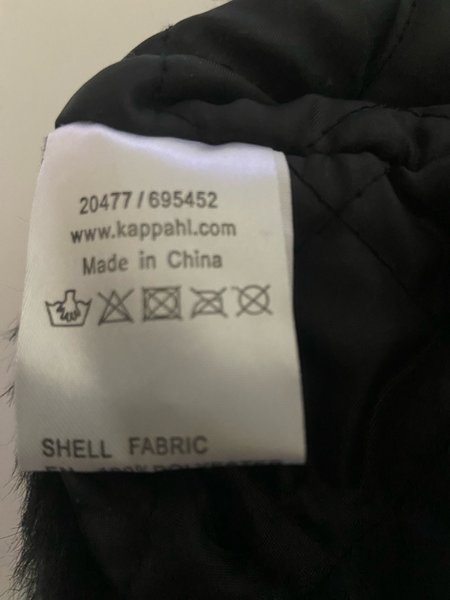 20477/695452
www.kappahl.com
Made in China
SHELL FABRIC